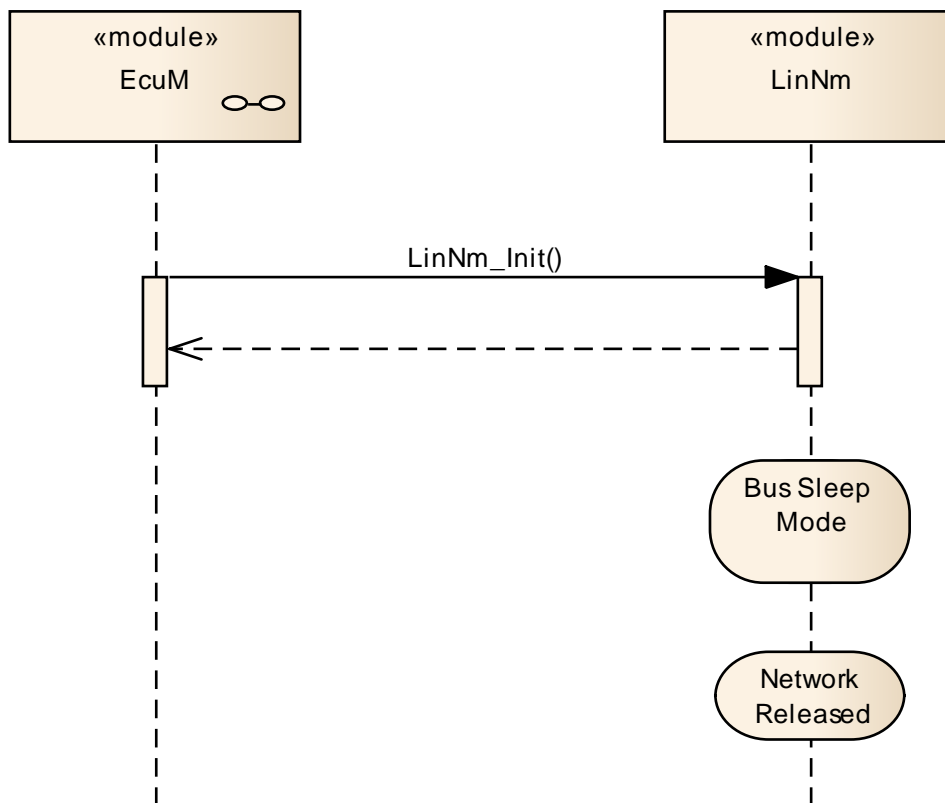 «module»
EcuM
«module»
LinNm
LinNm_Init()
Bus Sleep
Mode
Network
Released